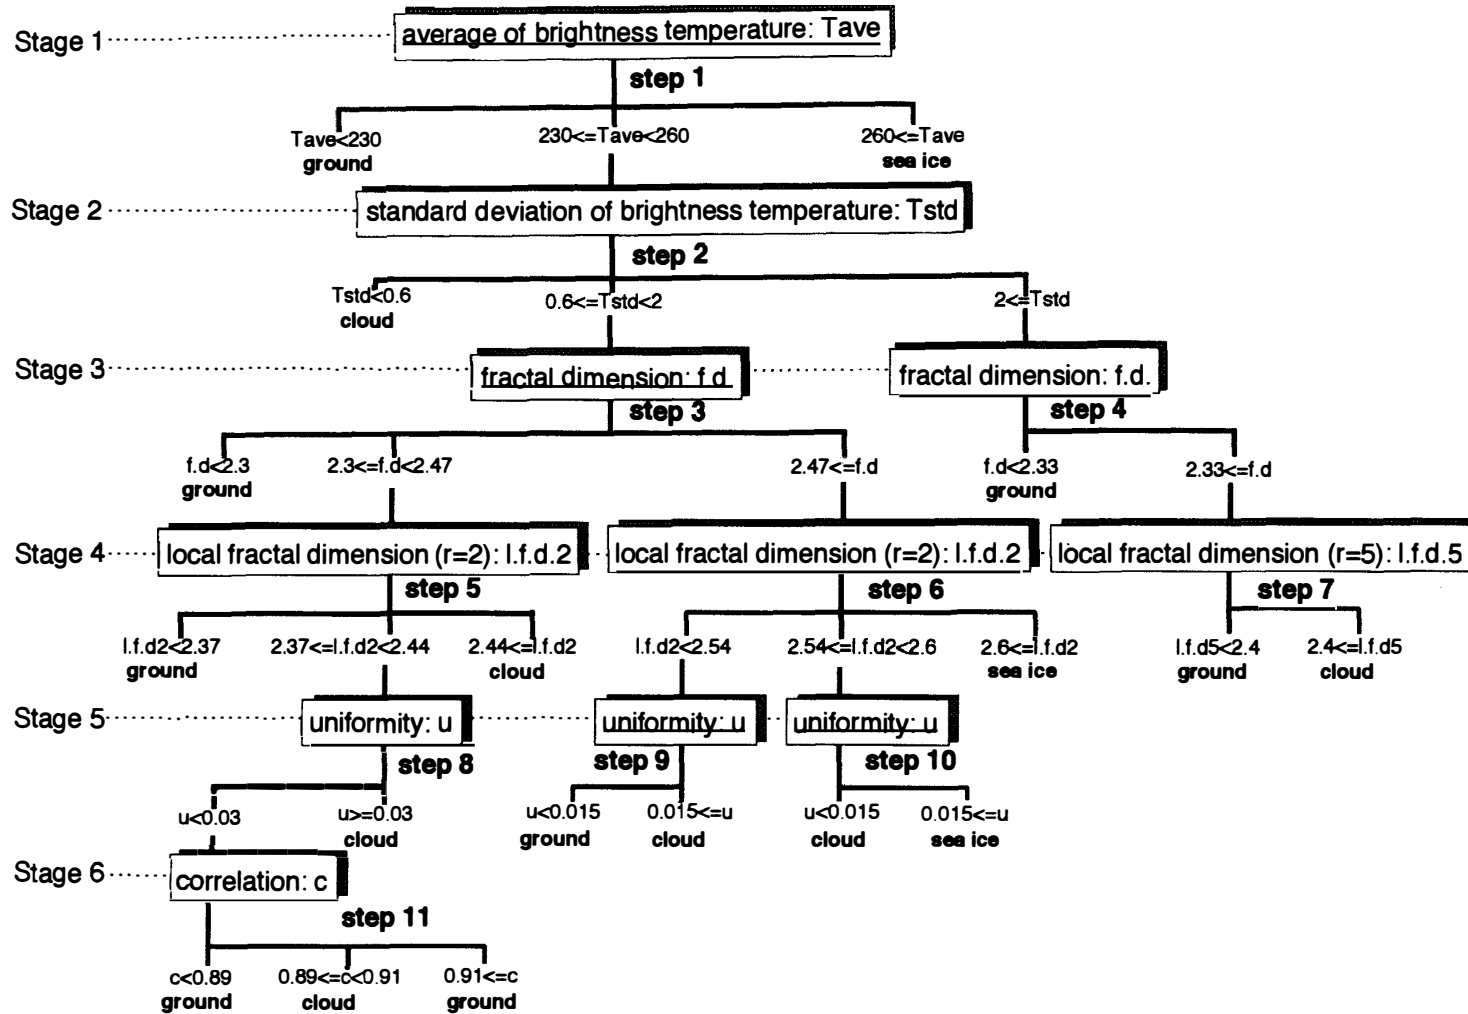 Stage 1
average of brightness temperature: Tave
step 1
Tave<230
230<=Tave<260
260<=Tave
ground
sea ice
Stage 2
standard deviation of brightness temperature: Tstd
step 2
Tstd<0.6
0.6<=Tstd<2
2<=Tstd
cloud
Stage 3
fractal dimension: f.d
fractal dimension: f.d.
step 3
step 4
f.d<2.3
2.3<=f.d<2.47
2.47<=f.d
f.d<2.33
2.33<=f.d
ground
ground
Stage 4
local fractal dimension (r=2): l.f.d.2
local fractal dimension (r=2): l.f.d.2
local fractal dimension (r=5): l.f.d.5
step 5
step 6
step 7
l.f.d2<2.37
2.37<=l.f.d2<2.44
2.44<=l.f.d2
l.f.d2<2.54
2.54<=l.f.d2<2.6
2.6<=l.f.d2
l.f.d5<2.4
2.4<=l.f.d5
ground
cloud
sea ice
ground
cloud
Stage 5
uniformity: u
uniformity: u
uniformity: u
step 8
step 9
step 10
u<0.03
u>=0.03
u<0.015
0.015<=u
u<0.015
0.015<=u
cloud
ground
cloud
cloud
sea ice
Stage 6
correlation: c
step 11
c<0.89
0.89<=c<0.91
0.91<=c
ground
cloud
ground